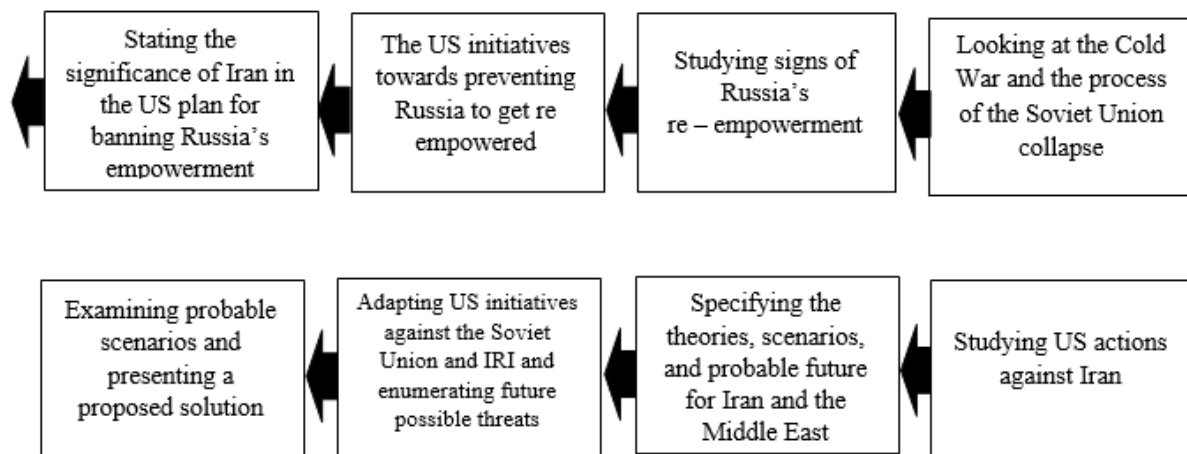 Stating the
significance of Iran in
the US plan for
banning Russia’s
empowerment
The US initiatives
towards preventing
Russia to get re
empowered
Studying signs of
Russia’s
re – empowerment
Looking at the Cold
War and the process
of the Soviet Union
collapse
Examining probable
scenarios and
presenting a
proposed solution
Adapting US initiatives
against the Soviet
Union and IRI and
enumerating future
possible threats
Specifying the
theories, scenarios,
and probable future
for Iran and the
Middle East
Studying US actions
against Iran